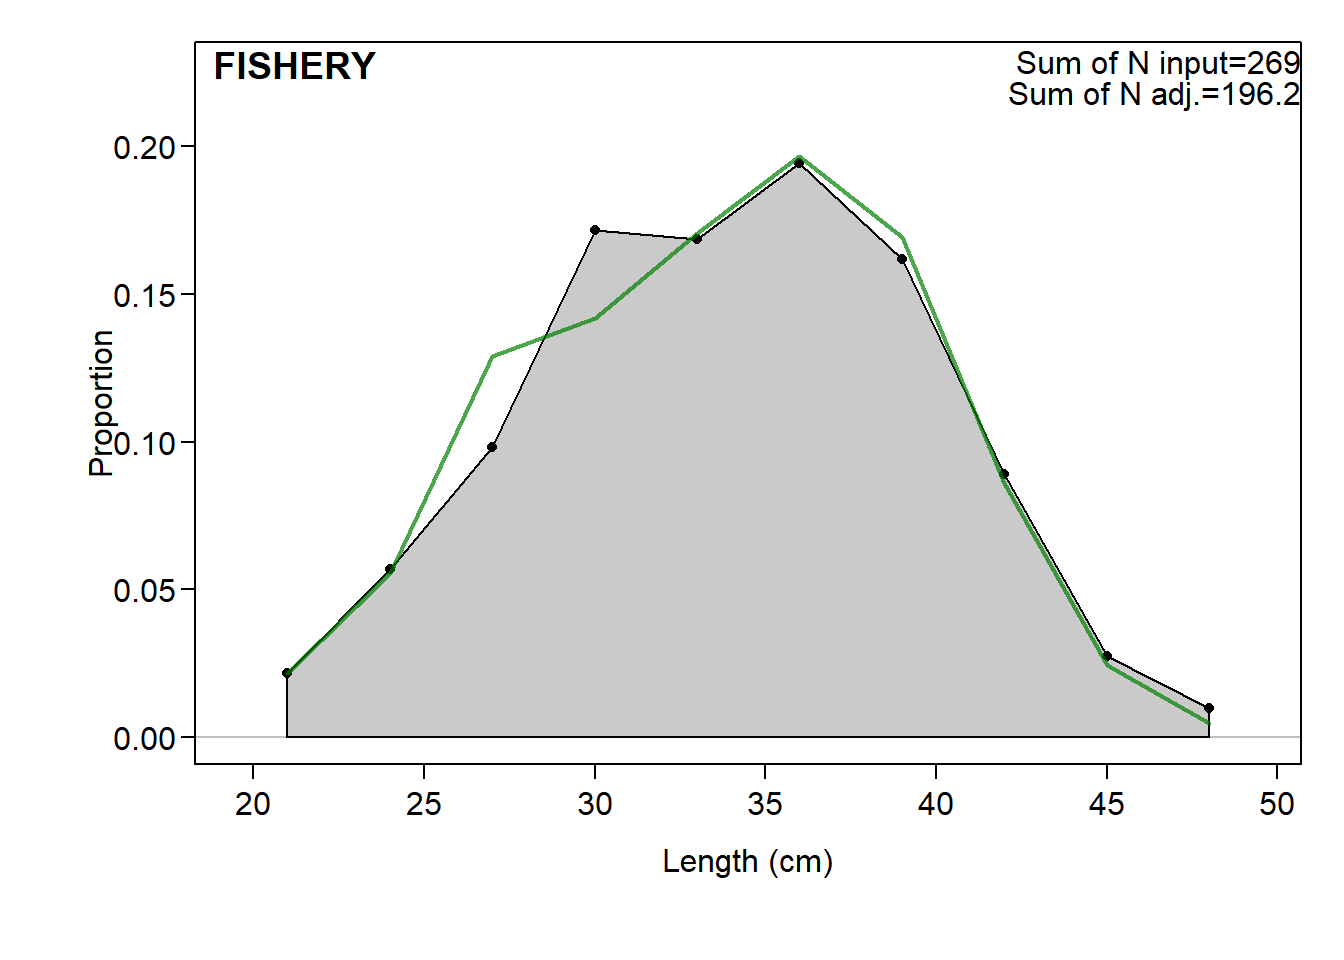 FISHERY
Sum of N input=269
Sum of N adj.=196.2
Proportion
0.20
0.15
0.10
0.05
0.00
20 25 30 35 40 45 50
Length (cm)